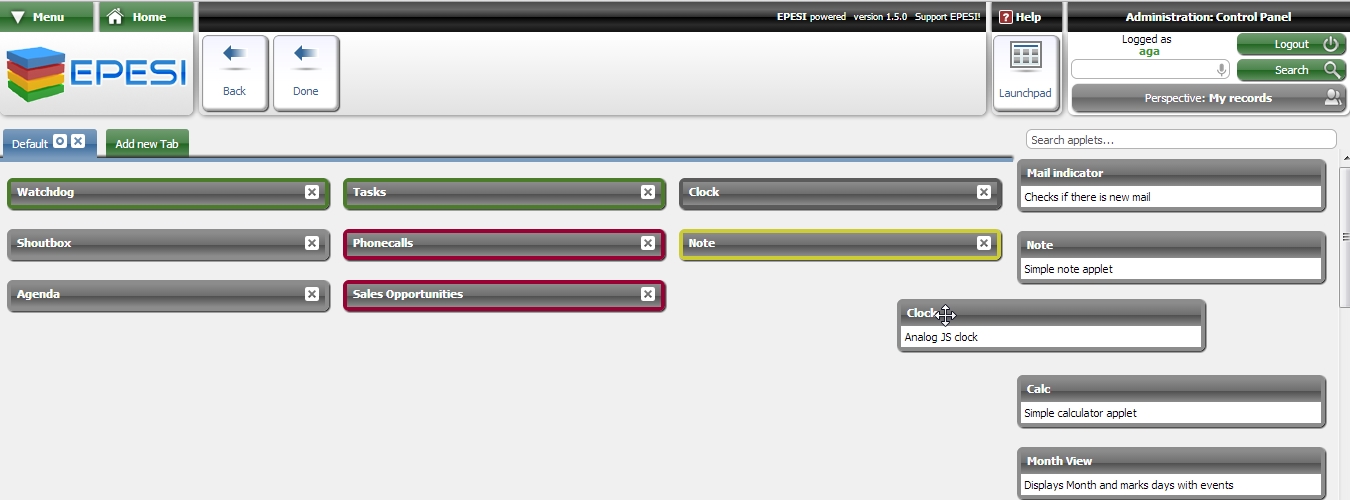 Menu
Home
EPESI powered version 1.5.0 Support EPESI!
? Help
Administration: Control Panel
EPESI
Back
Done
Launchpad
Logged as
aga
Logout
Search
Perspective: My records
Default
Add new Tab
Search applets...
Watchdog
Tasks
Clock
Shoutbox
Phonecalls
Note
Agenda
Sales Opportunities
Mail indicator
Checks if there is new mail
Note
Simple note applet
Clock
Analog JS clock
Calc
Simple calculator applet
Month View
Displays Month and marks days with events